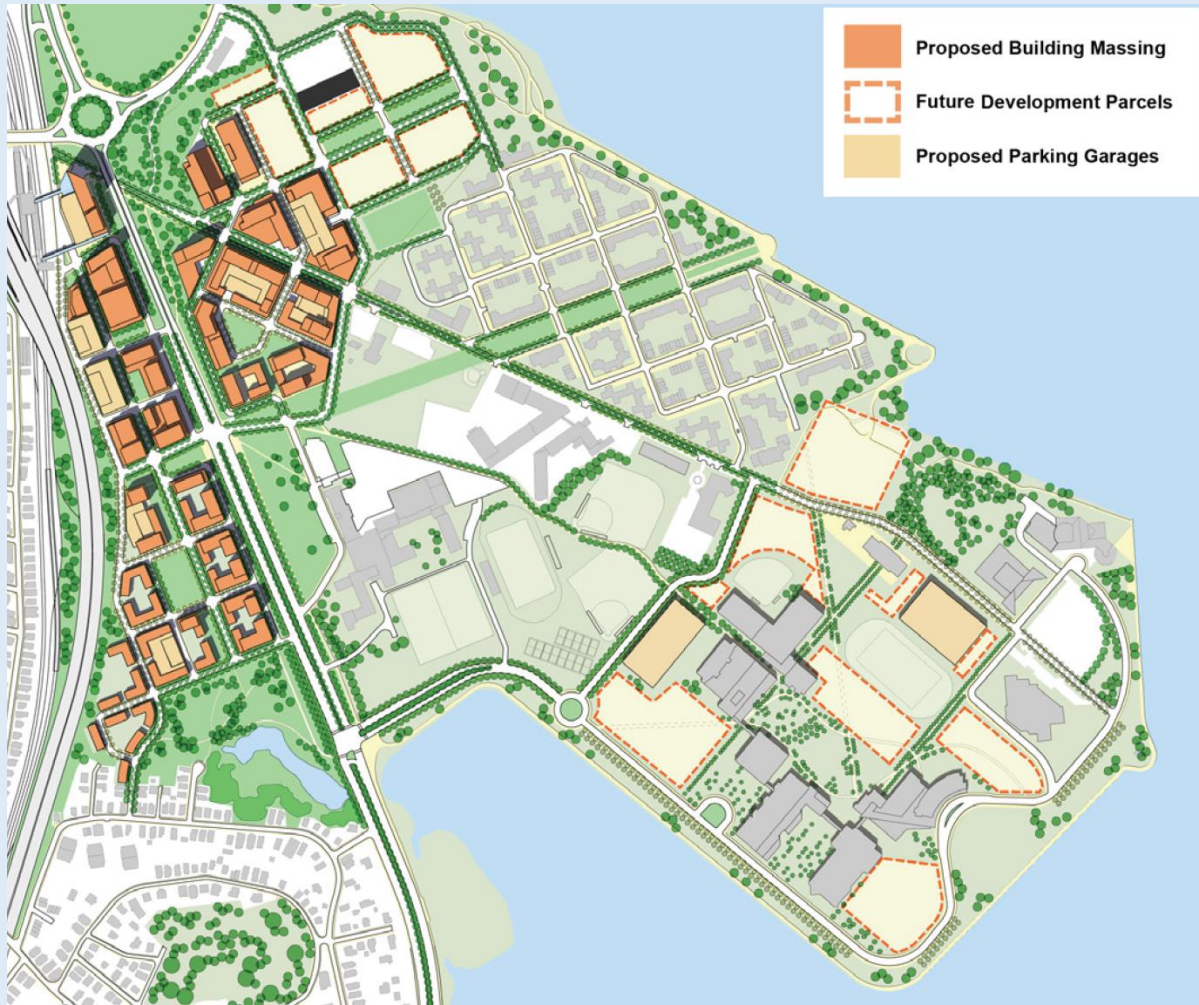 Proposed Building Massing
Future Development Parcels
Proposed Parking Garages